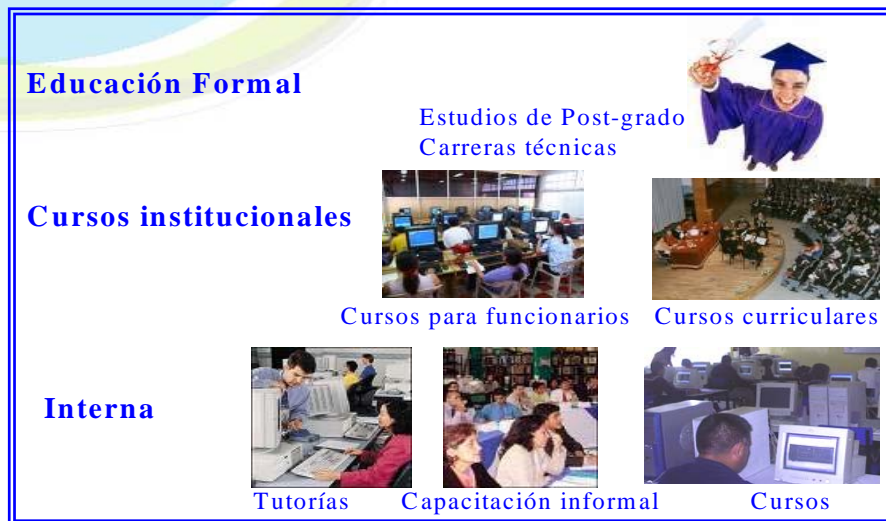 Educación Formal
Estudios de Post-grado
Carreras técnicas
Cursos institucionales
Cursos para funcionarios
Cursos curriculares
Interna
Tutorías
Capacitación informal
Cursos